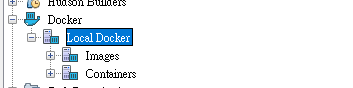 Hudson Builders
Docker
Local Docker
Images
Containers